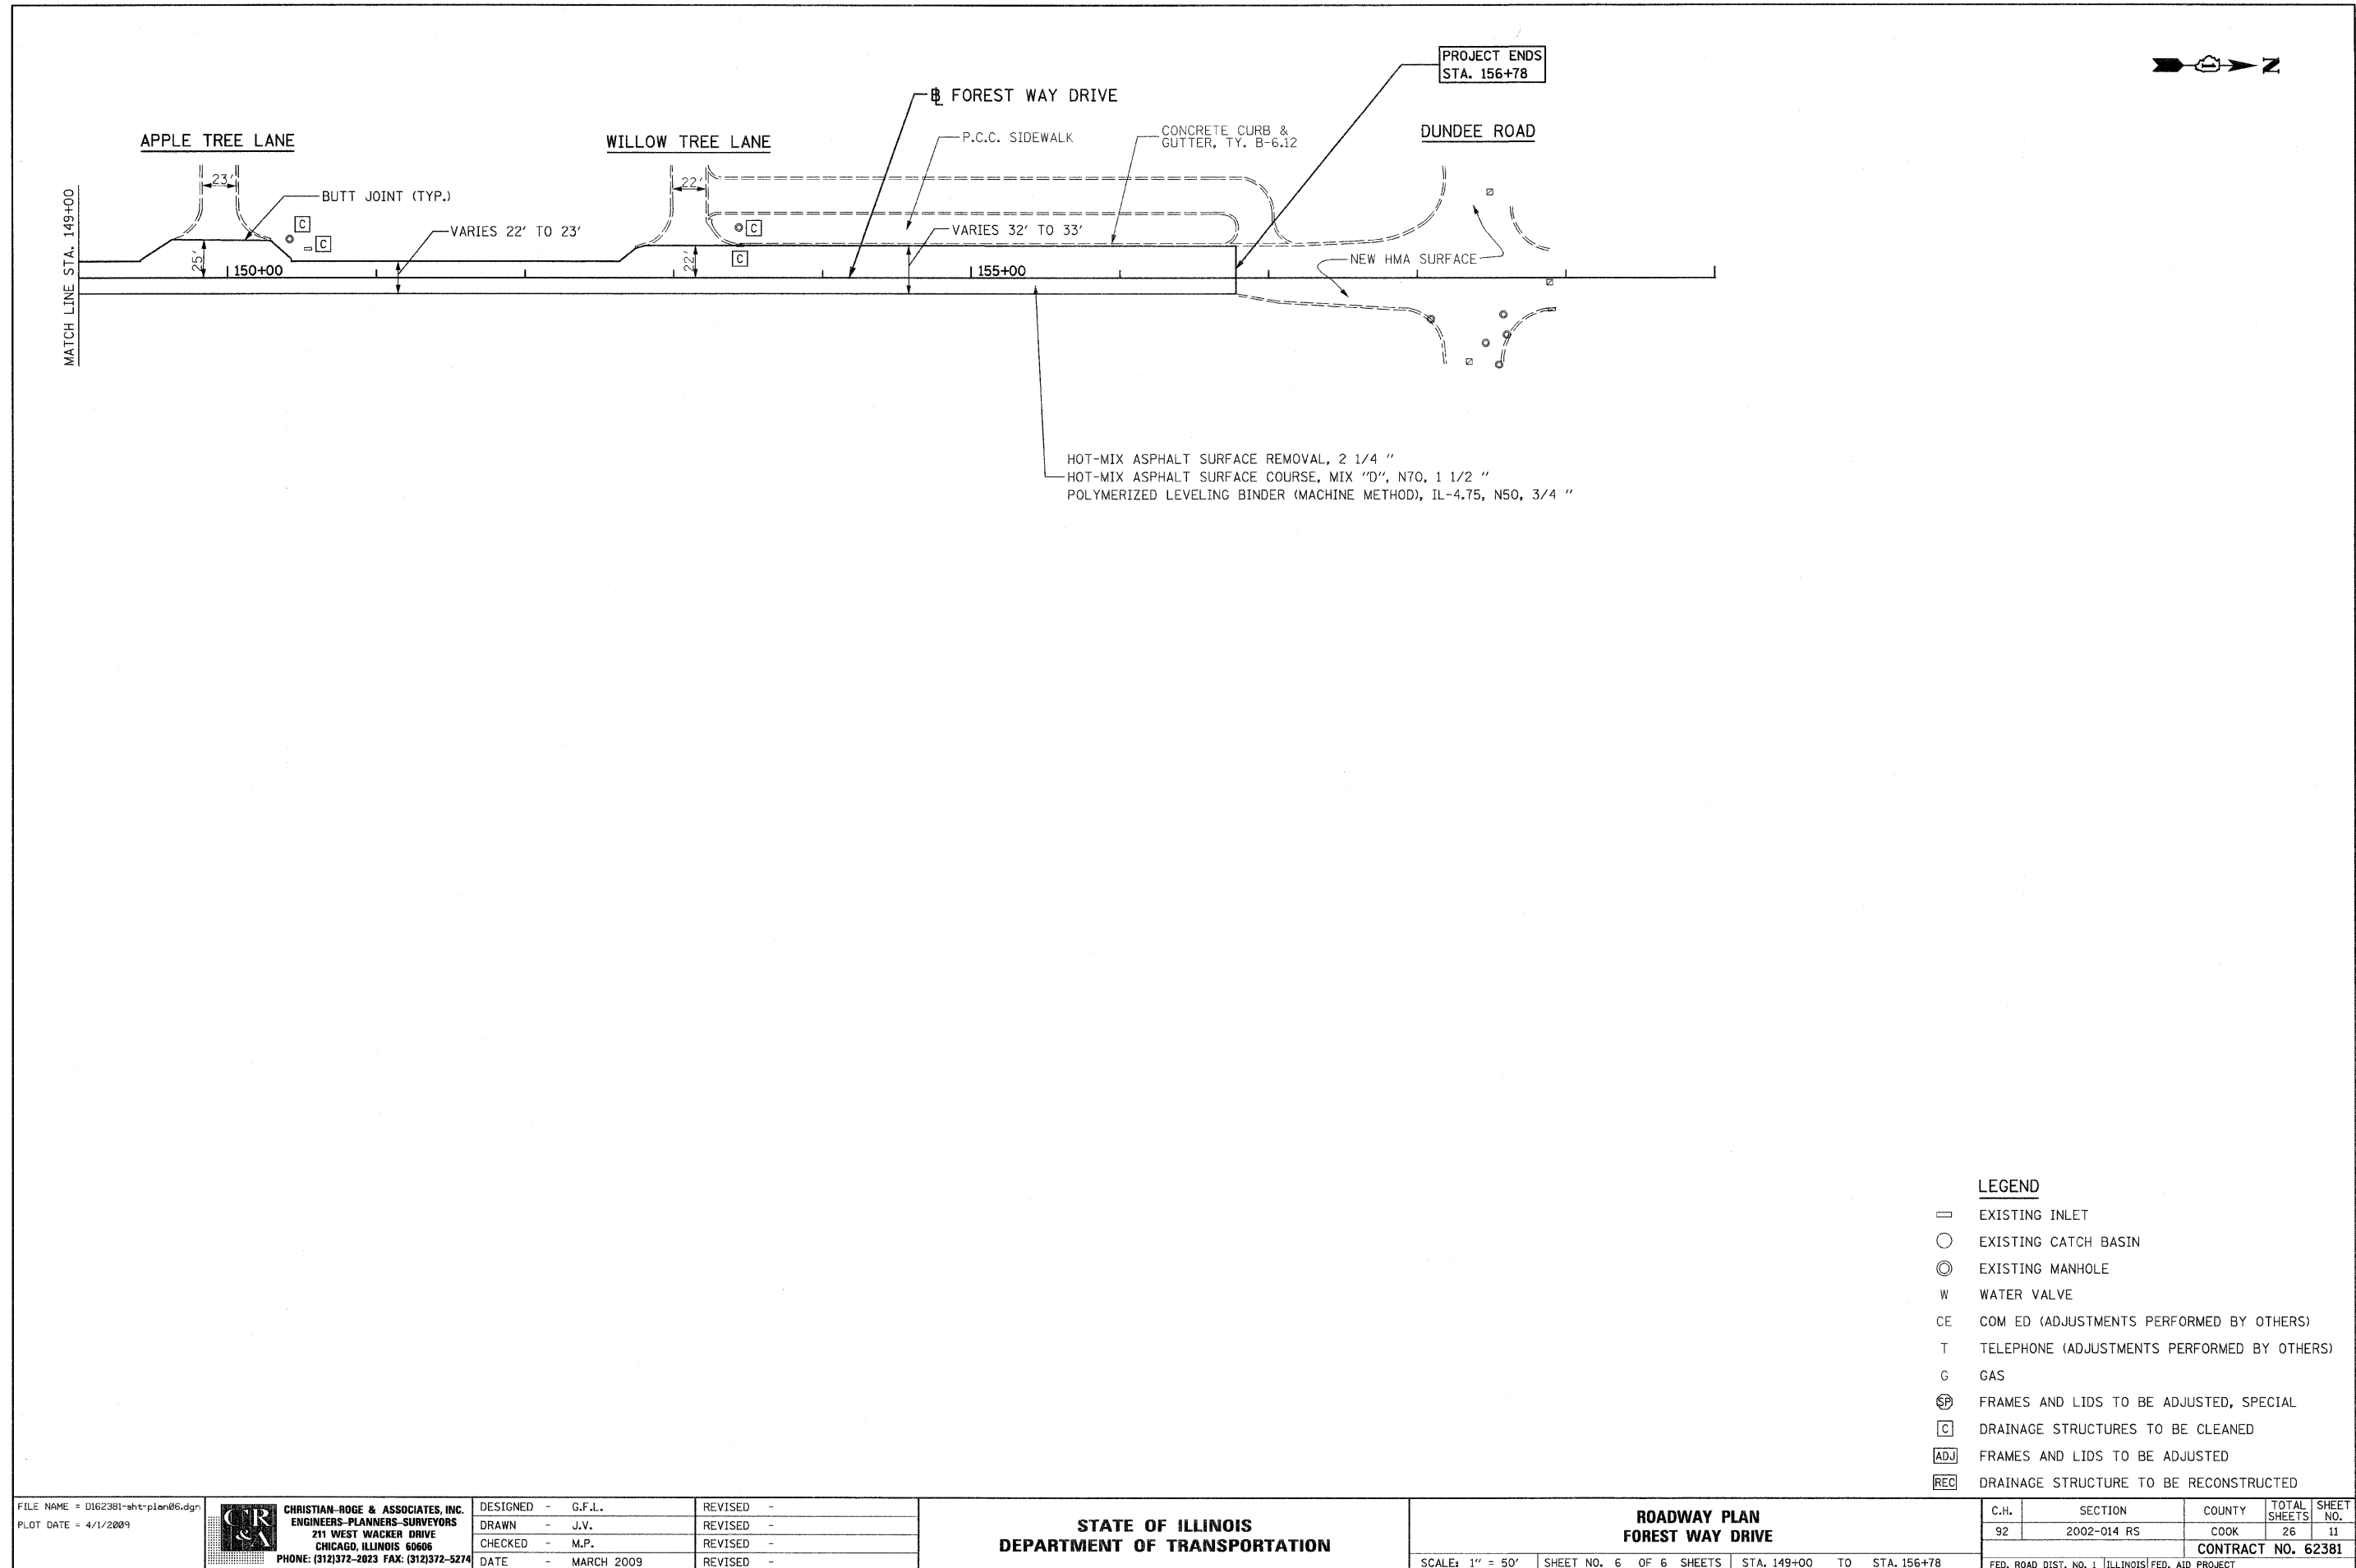 PROJECT ENDS
STA. 156+78
N
FOREST WAY DRIVE
APPLE TREE LANE
WILLOW TREE LANE
P.C.C. SIDEWALK
CONCRETE CURB &
GUTTER, TY. B-6.12
DUNDEE ROAD
MATCH LINE STA. 149+00
23'
BUTT JOINT (TYP.)
22'
C
C
C
C
VARIES 22' TO 23'
VARIES 32' TO 33'
25'
22'
150+00
155+00
NEW HMA SURFACE
HOT-MIX ASPHALT SURFACE REMOVAL, 2 1/4 "
HOT-MIX ASPHALT SURFACE COURSE, MIX "D", N70, 1 1/2 "
POLYMERIZED LEVELING BINDER (MACHINE METHOD), IL-4.75, N50, 3/4 "
LEGEND
EXISTING INLET
EXISTING CATCH BASIN
EXISTING MANHOLE
W WATER VALVE
CE COM ED (ADJUSTMENTS PERFORMED BY OTHERS)
T TELEPHONE (ADJUSTMENTS PERFORMED BY OTHERS)
G GAS
SP FRAMES AND LIDS TO BE ADJUSTED, SPECIAL
C DRAINAGE STRUCTURES TO BE CLEANED
ADJ FRAMES AND LIDS TO BE ADJUSTED
REC DRAINAGE STRUCTURE TO BE RECONSTRUCTED
FILE NAME = D162381-sht-plan06.dgn
PLOT DATE = 4/1/2009
CR
&A
CHRISTIAN-ROGE & ASSOCIATES, INC.
ENGINEERS-PLANNERS-SURVEYORS
211 WEST WACKER DRIVE
CHICAGO, ILLINOIS 60606
PHONE: (312)372-2023 FAX: (312)372-5274
DESIGNED - G.F.L.
DRAWN - J.V.
CHECKED - M.P.
DATE - MARCH 2009
REVISED -
REVISED -
REVISED -
REVISED -
STATE OF ILLINOIS
DEPARTMENT OF TRANSPORTATION
ROADWAY PLAN
FOREST WAY DRIVE
SCALE: 1" = 50' SHEET NO. 6 OF 6 SHEETS STA. 149+00 TO STA. 156+78
C.H. SECTION COUNTY TOTAL SHEETS SHEET NO.
92 2002-014 RS COOK 26 11
CONTRACT NO. 62381
FED. ROAD DIST. NO. 1 ILLINOIS FED. AID PROJECT